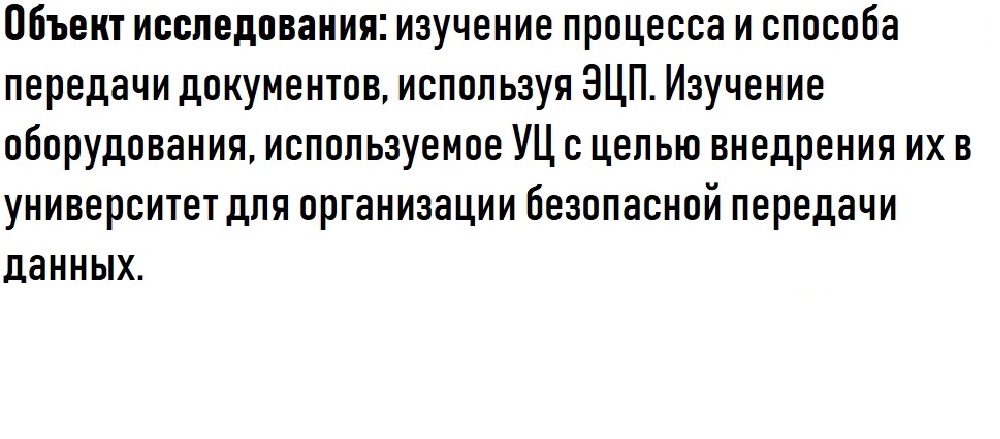 Объект исследования: изучение процесса и способа
передачи документов, используя ЭЦП. Изучение
оборудования, используемое УЦ с целью внедрения их в
университет для организации безопасной передачи
данных.